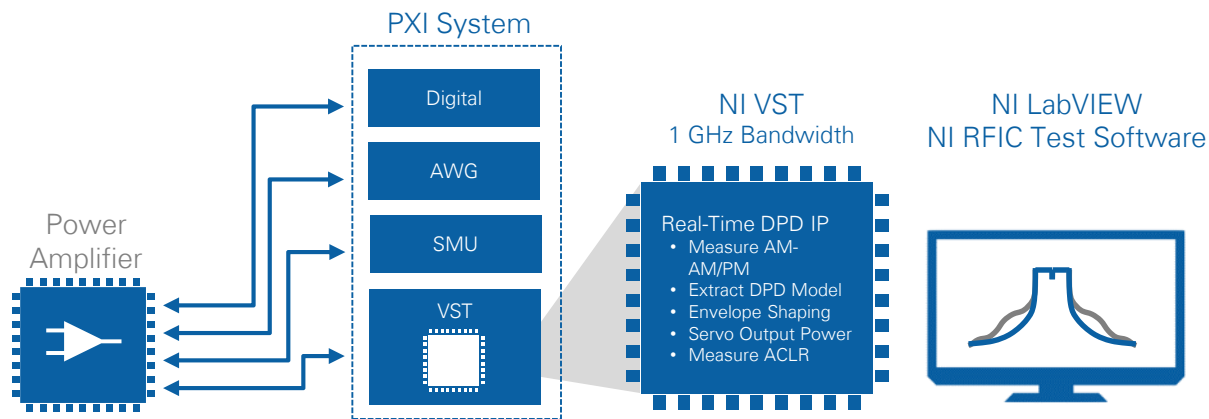 PXI System
Digital
AWG
SMU
VST
Power
Amplifier
NI VST
1 GHz Bandwidth
Real-Time DPD IP
• Measure AM-
AM/PM
• Extract DPD Model
• Envelope Shaping
• Servo Output Power
• Measure ACLR
NI LabVIEW
NI RFIC Test Software